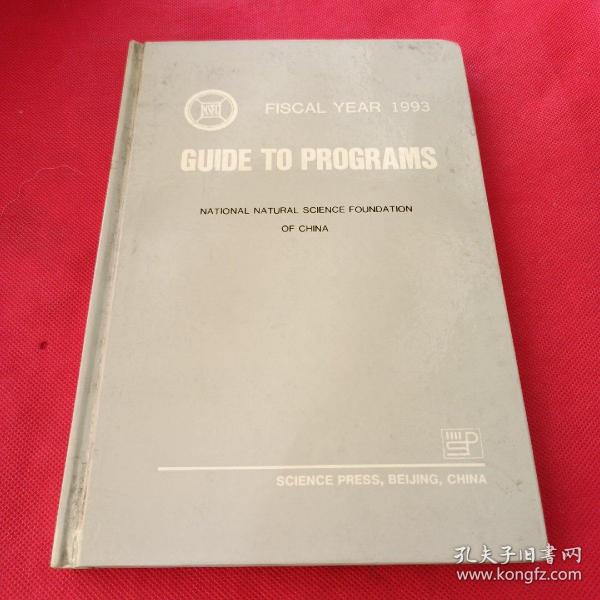 FISCAL YEAR 1993
GUIDE TO PROGRAMS
NATIONAL NATURAL SCIENCE FOUNDATION
OF CHINA
SCIENCE PRESS, BEIJING, CHINA
孔夫子旧书网
www.kongfz.com